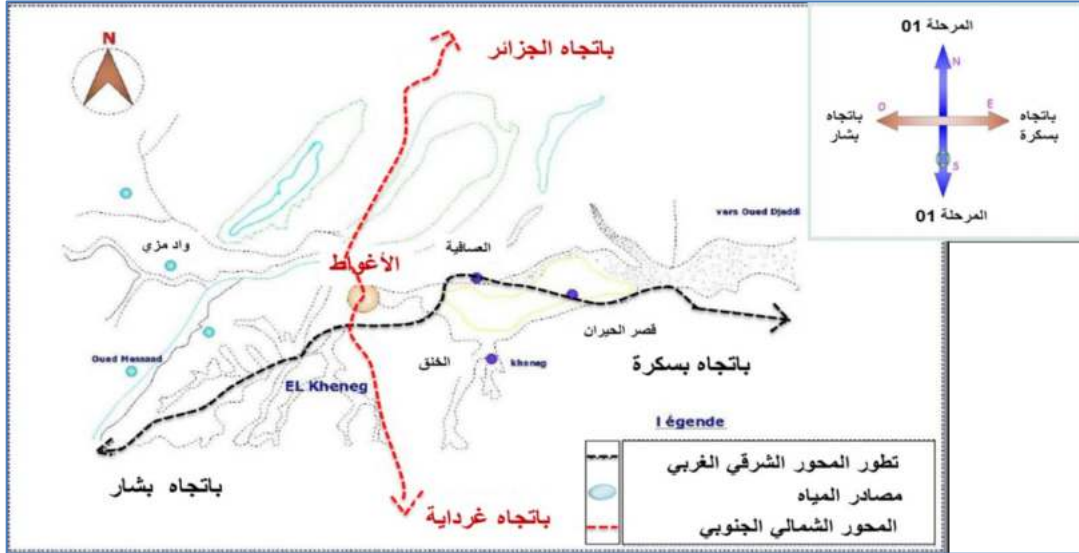 N
باتجاه الجزائر
المرحلة 01
N
O
E
باتجاه
بشار
باتجاه
بسكرة
S
المرحلة 01
vers Oued Djeddi
واد مزي
العسافية
الأغواط
قصر الحيران
Oued Messaad
الخنق
kheneg
باتجاه بسكرة
EL Kheneg
légende
باتجاه بشار
باتجاه غرداية
تطور المحور الشرقي الغربي
مصادر المياه
المحور الشمالي الجنوبي